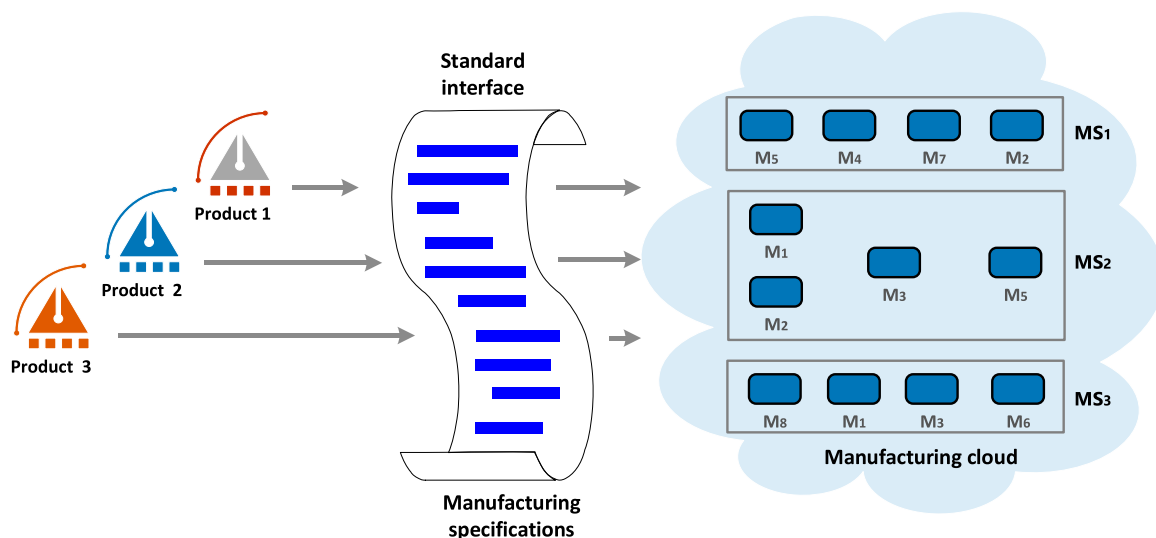 Standard
interface
Product 1
Product 2
Product 3
Manufacturing
specifications
M5 M4 M7 M2
MS1
M1
M2
M3
M5
MS2
M8 M1 M3 M6
MS3
Manufacturing cloud